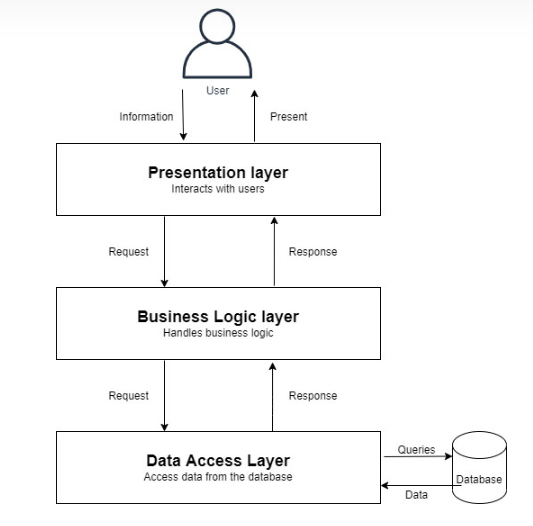 User
Information
Present
Presentation layer
Interacts with users
Request
Response
Business Logic layer
Handles business logic
Request
Response
Data Access Layer
Access data from the database
Queries
Database
Data